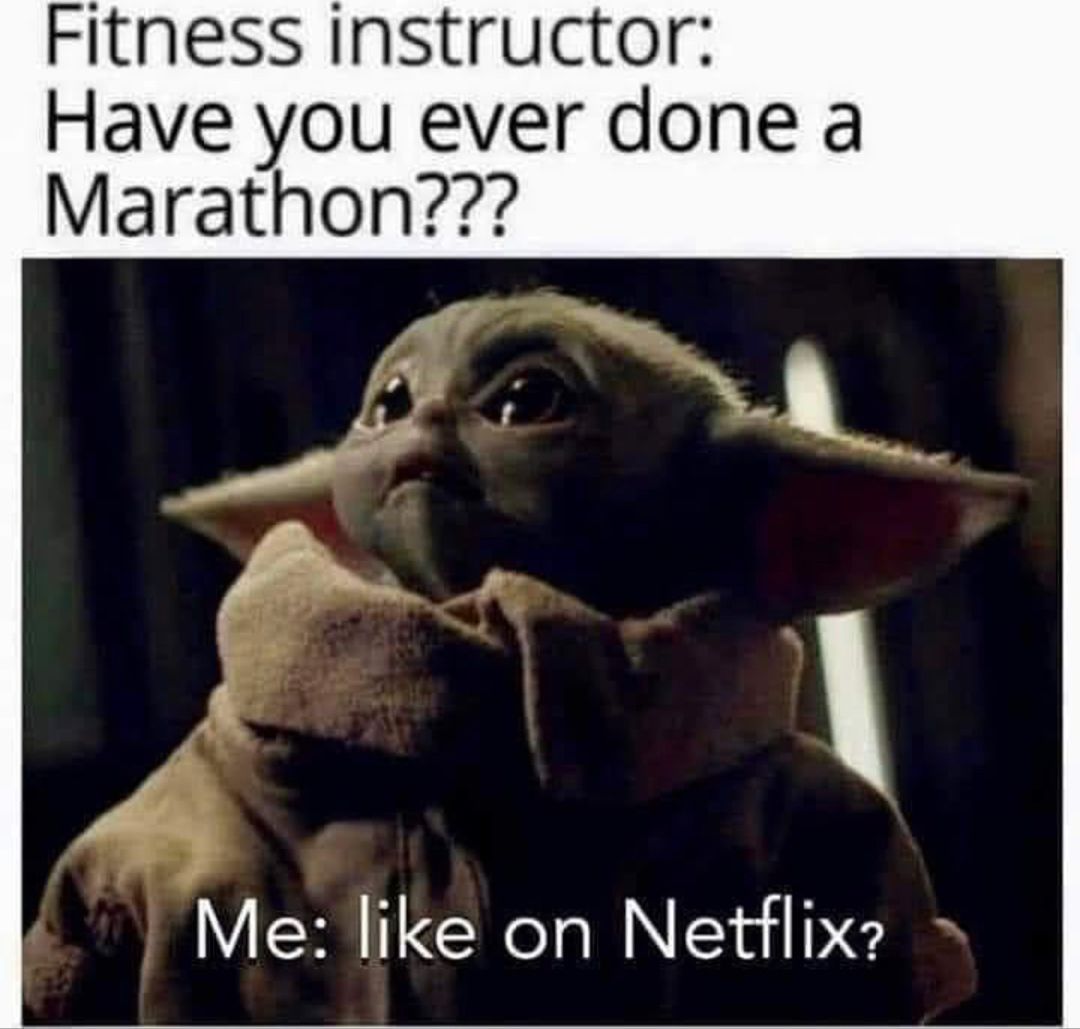 Fitness instructor:
Have you ever done a
Marathon???
Me: like on Netflix?